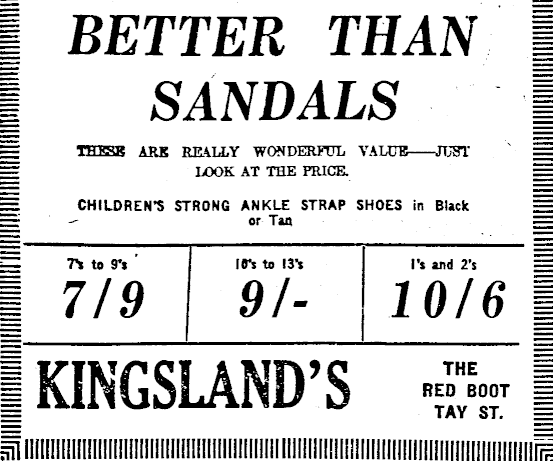 BETTER THAN
SANDALS
THESE ARE REALLY WONDERFUL VALUE—JUST
LOOK AT THE PRICE.
CHILDREN'S STRONG ANKLE STRAP SHOES in Black
or Tan
7's to 9's 10's to 13's 1's and 2's
7/9 9/- 10/6
KINGSLAND'S
THE
RED BOOT
TAY ST.